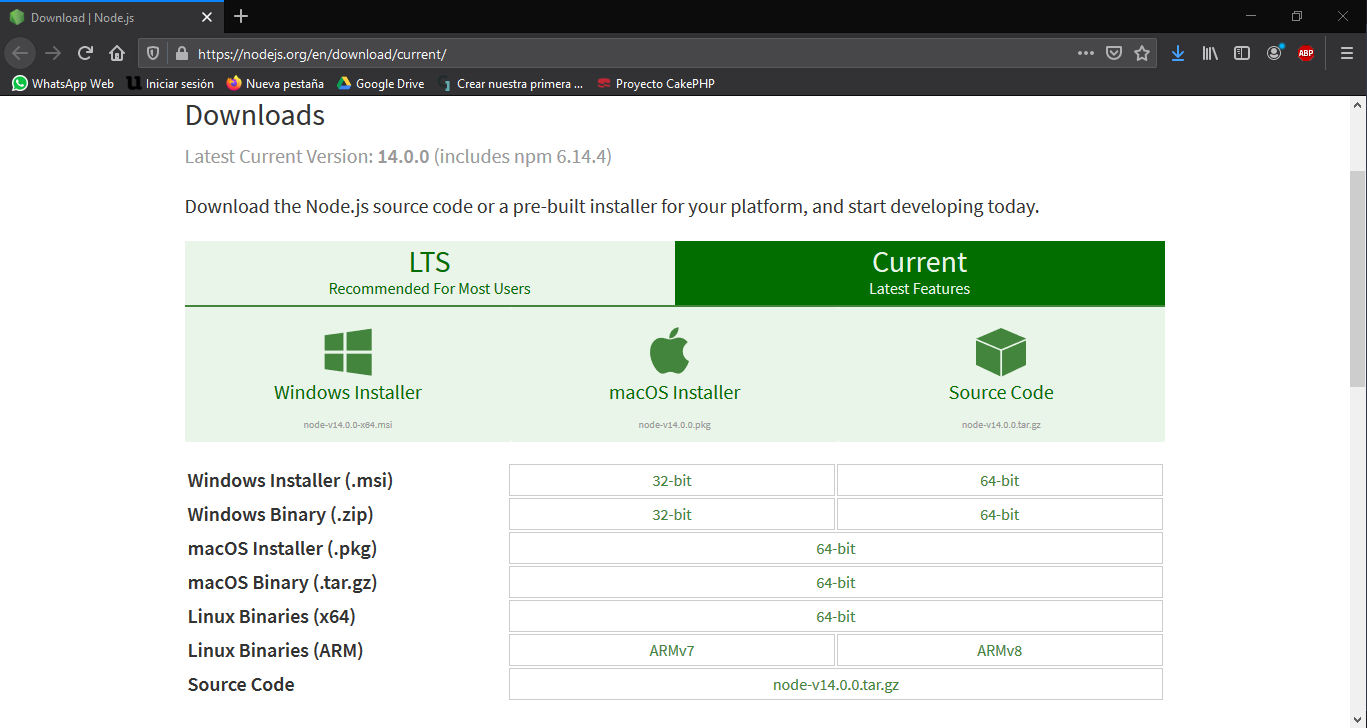 Download | Node.js
https://nodejs.org/en/download/current/
ABP
WhatsApp Web Iniciar sesión Nueva pestaña Google Drive Crear nuestra primera ... Proyecto CakePHP
Downloads
Latest Current Version: 14.0.0 (includes npm 6.14.4)
Download the Node.js source code or a pre-built installer for your platform, and start developing today.
LTS
Recommended For Most Users
Current
Latest Features
Windows Installer
node-v14.0.0-x64.msi
macOS Installer
node-v14.0.0.pkg
Source Code
node-v14.0.0.tar.gz
Windows Installer (.msi) 32-bit 64-bit
Windows Binary (.zip) 32-bit 64-bit
macOS Installer (.pkg) 64-bit
macOS Binary (.tar.gz) 64-bit
Linux Binaries (x64) 64-bit
Linux Binaries (ARM) ARMv7 ARMv8
Source Code node-v14.0.0.tar.gz